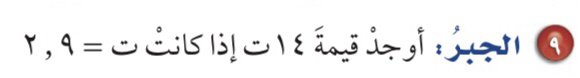 ٩ الجبرُ: أوجدْ قيمةَ ١٤ت إذا كانتْ ت = ٢,٩